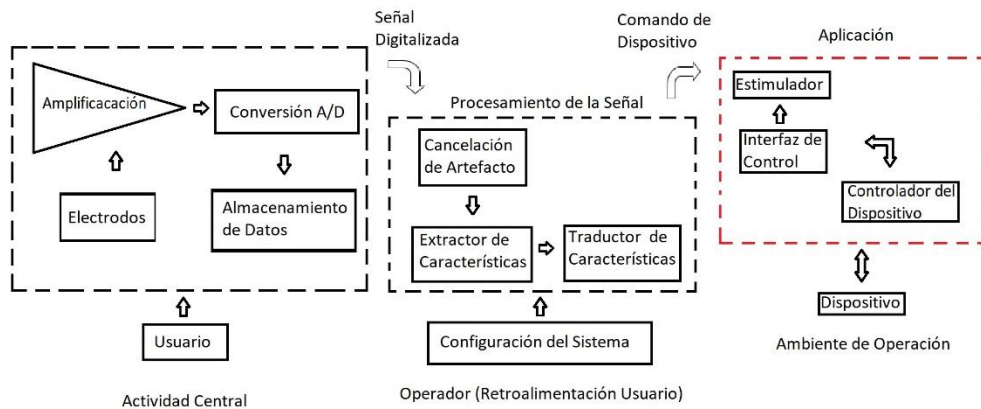 Señal
Digitalizada
Comando de
Dispositivo
Aplicación
Amplificacación
Conversión A/D
Electrodos
Almacenamiento
de Datos
Usuario
Actividad Central
Procesamiento de la Señal
Cancelación
de Artefacto
Extractor de
Características
Traductor de
Características
Configuración del Sistema
Operador (Retroalimentación Usuario)
Estimulador
Interfaz de
Control
Controlador del
Dispositivo
Dispositivo
Ambiente de Operación